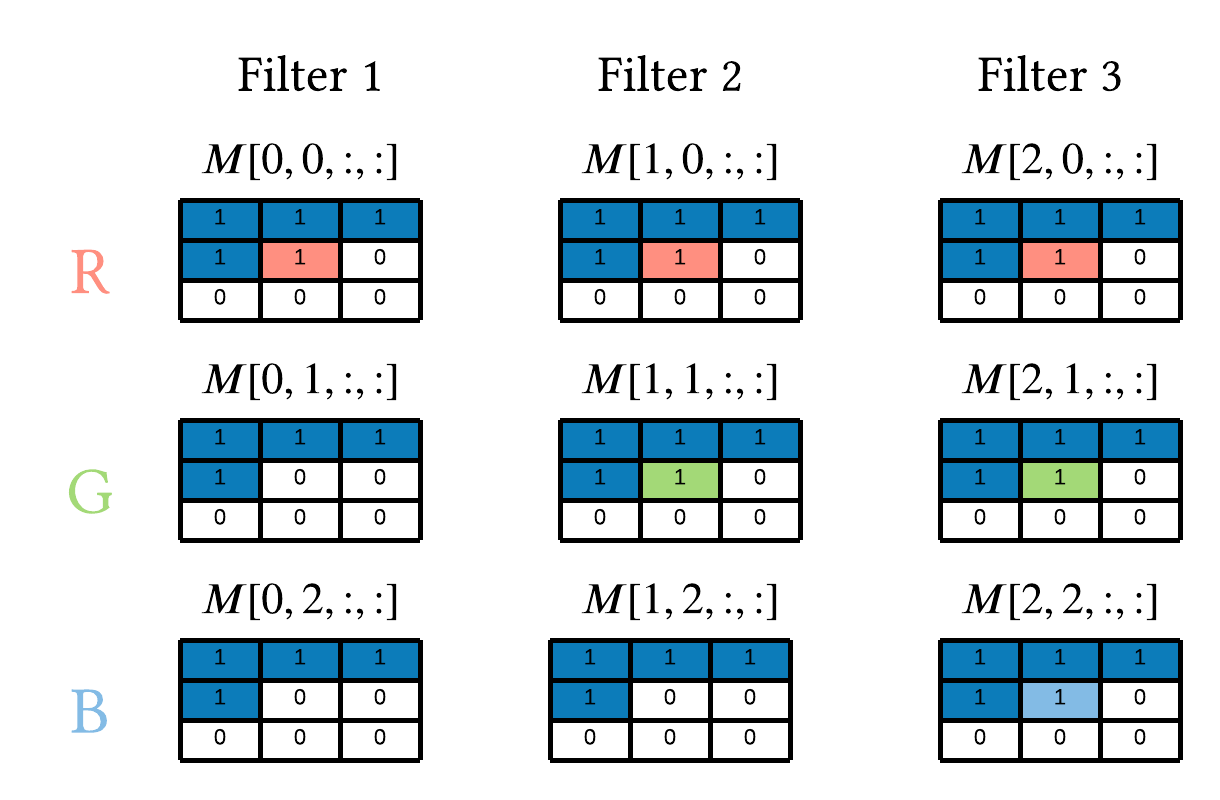 Filter 1 Filter 2 Filter 3
M[0, 0, :, :] M[1, 0, :, :] M[2, 0, :, :]
1 1 1 1 1 1 1 1 1
R 1 1 0 1 1 0 1 1 0
0 0 0 0 0 0 0 0 0
M[0, 1, :, :] M[1, 1, :, :] M[2, 1, :, :]
1 1 1 1 1 1 1 1 1
G 1 0 0 1 1 0 1 1 0
0 0 0 0 0 0 0 0 0
M[0, 2, :, :] M[1, 2, :, :] M[2, 2, :, :]
1 1 1 1 1 1 1 1 1
B 1 0 0 1 0 0 1 1 0
0 0 0 0 0 0 0 0 0